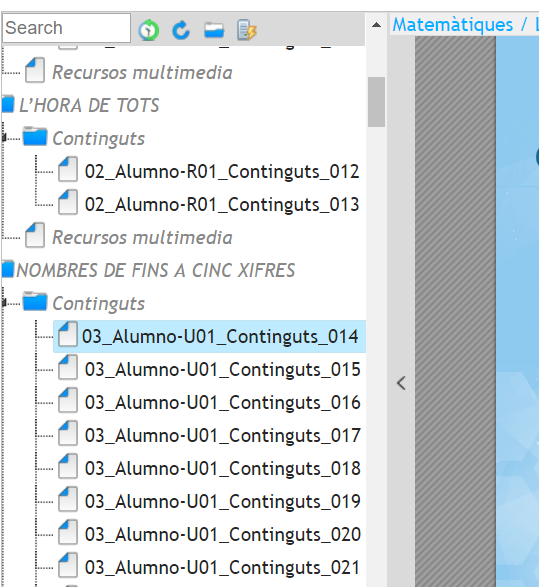 Search
Matemàtiques /
Recursos multimedia
L'HORA DE TOTS
Continguts
02_Alumno-R01_Continguts_012
02_Alumno-R01_Continguts_013
Recursos multimedia
NOMBRES DE FINS A CINC XIFRES
Continguts
03_Alumno-U01_Continguts_014
03_Alumno-U01_Continguts_015
03_Alumno-U01_Continguts_016
03_Alumno-U01_Continguts_017
03_Alumno-U01_Continguts_018
03_Alumno-U01_Continguts_019
03_Alumno-U01_Continguts_020
03_Alumno-U01_Continguts_021